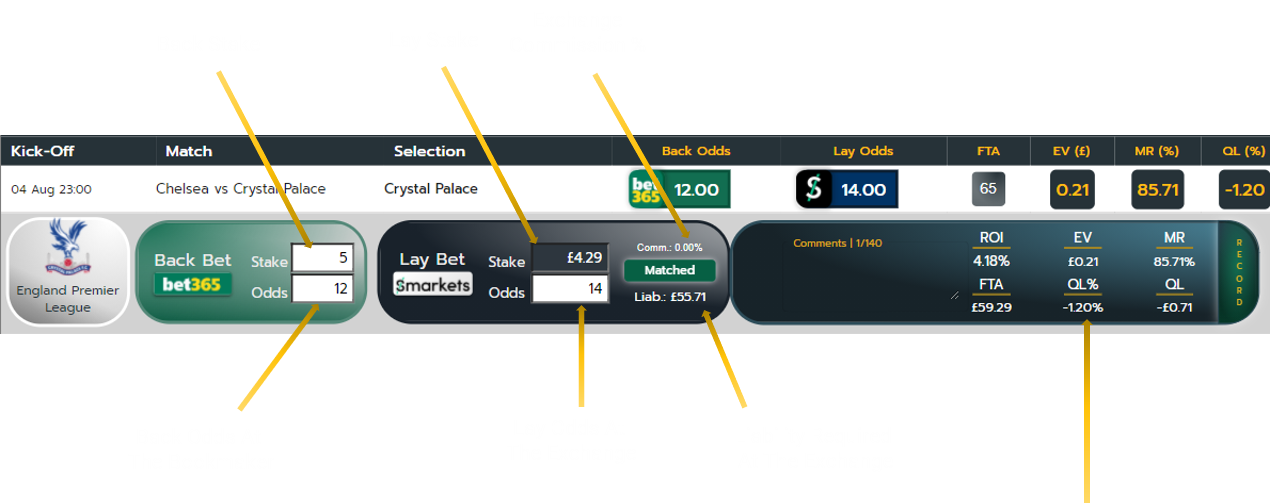 Kick-Off Match Selection Back Odds Lay Odds FTA EV (£) MR (%) QL (%)
04 Aug 23:00 Chelsea vs Crystal Palace Crystal Palace bet365 12.00 S 14.00 65 0.21 85.71 -1.20
England Premier
League
Back Bet
bet365
Stake 5
Odds 12
Lay Bet
Smarkets
Stake £4.29
Odds 14
Comm.: 0.00%
Matched
Liab.: £55.71
Comments | 1/140
ROI EV MR
4.18% £0.21 85.71%
FTA QL% QL
£59.29 -1.20% -£0.71
RECORD